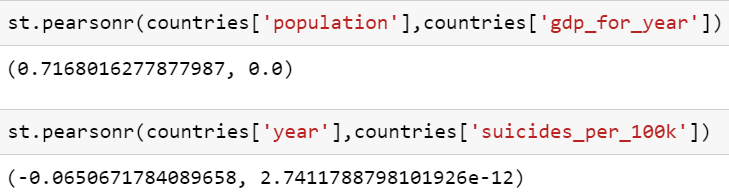 st.pearsonr(countries['population'],countries['gdp_for_year'])
(0.7168016277877987, 0.0)
st.pearsonr(countries['year'],countries['suicides_per_100k'])
(-0.0650671784089658, 2.7411788798101926e-12)